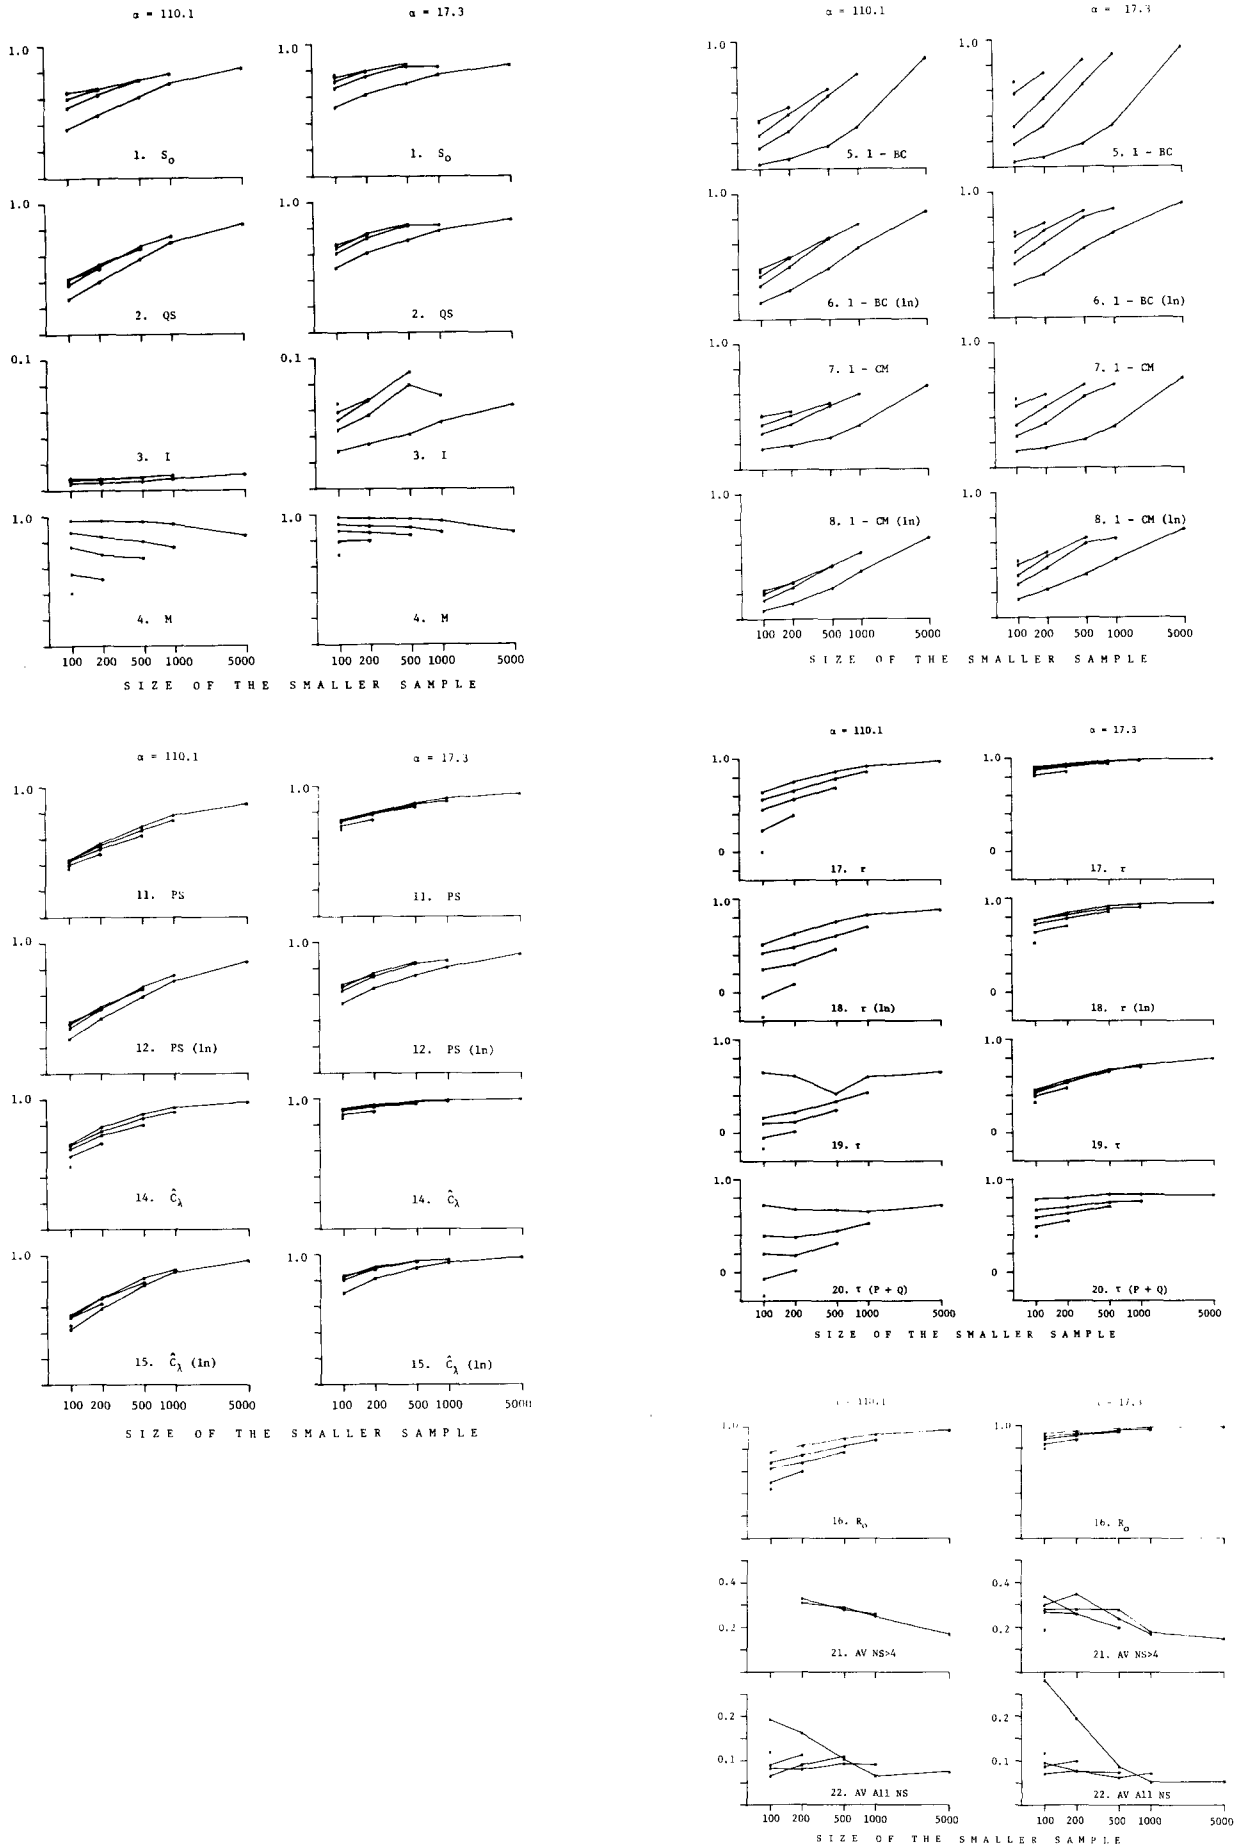 α = 110.1
α = 17.3
1.0
1. S₀
1.0
1. S₀
1.0
2. QS
1.0
2. QS
0.1
3. I
0.1
3. I
1.0
4. M
1.0
4. M
100 200 500 1000 5000
100 200 500 1000 5000
SIZE OF THE SMALLER SAMPLE
α = 110.1
α = 17.3
1.0
5. 1 - BC
1.0
5. 1 - BC
1.0
6. 1 - BC (ln)
1.0
6. 1 - BC (ln)
1.0
7. 1 - CM
1.0
7. 1 - CM
1.0
8. 1 - CM (ln)
1.0
8. 1 - CM (ln)
100 200 500 1000 5000
100 200 500 1000 5000
SIZE OF THE SMALLER SAMPLE
α = 110.1
α = 17.3
1.0
11. PS
1.0
11. PS
1.0
12. PS (ln)
1.0
12. PS (ln)
1.0
14. Ĉλ
1.0
14. Ĉλ
1.0
15. Ĉλ (ln)
1.0
15. Ĉλ (ln)
100 200 500 1000 5000
100 200 500 1000 5000
SIZE OF THE SMALLER SAMPLE
α = 110.1
α = 17.3
1.0
0
17. r
1.0
0
17. r
1.0
0
18. r (ln)
1.0
0
18. r (ln)
1.0
0
19. τ
1.0
0
19. τ
1.0
0
20. τ (P + Q)
1.0
0
20. τ (P + Q)
100 200 500 1000 5000
100 200 500 1000 5000
SIZE OF THE SMALLER SAMPLE
α = 110.1
α = 17.3
1.0
16. R₀
1.0
16. R₀
0.4
0.2
21. AV NS>4
0.4
0.2
21. AV NS>4
0.2
0.1
22. AV All NS
0.2
0.1
22. AV All NS
100 200 500 1000 5000
100 200 500 1000 5000
SIZE OF THE SMALLER SAMPLE